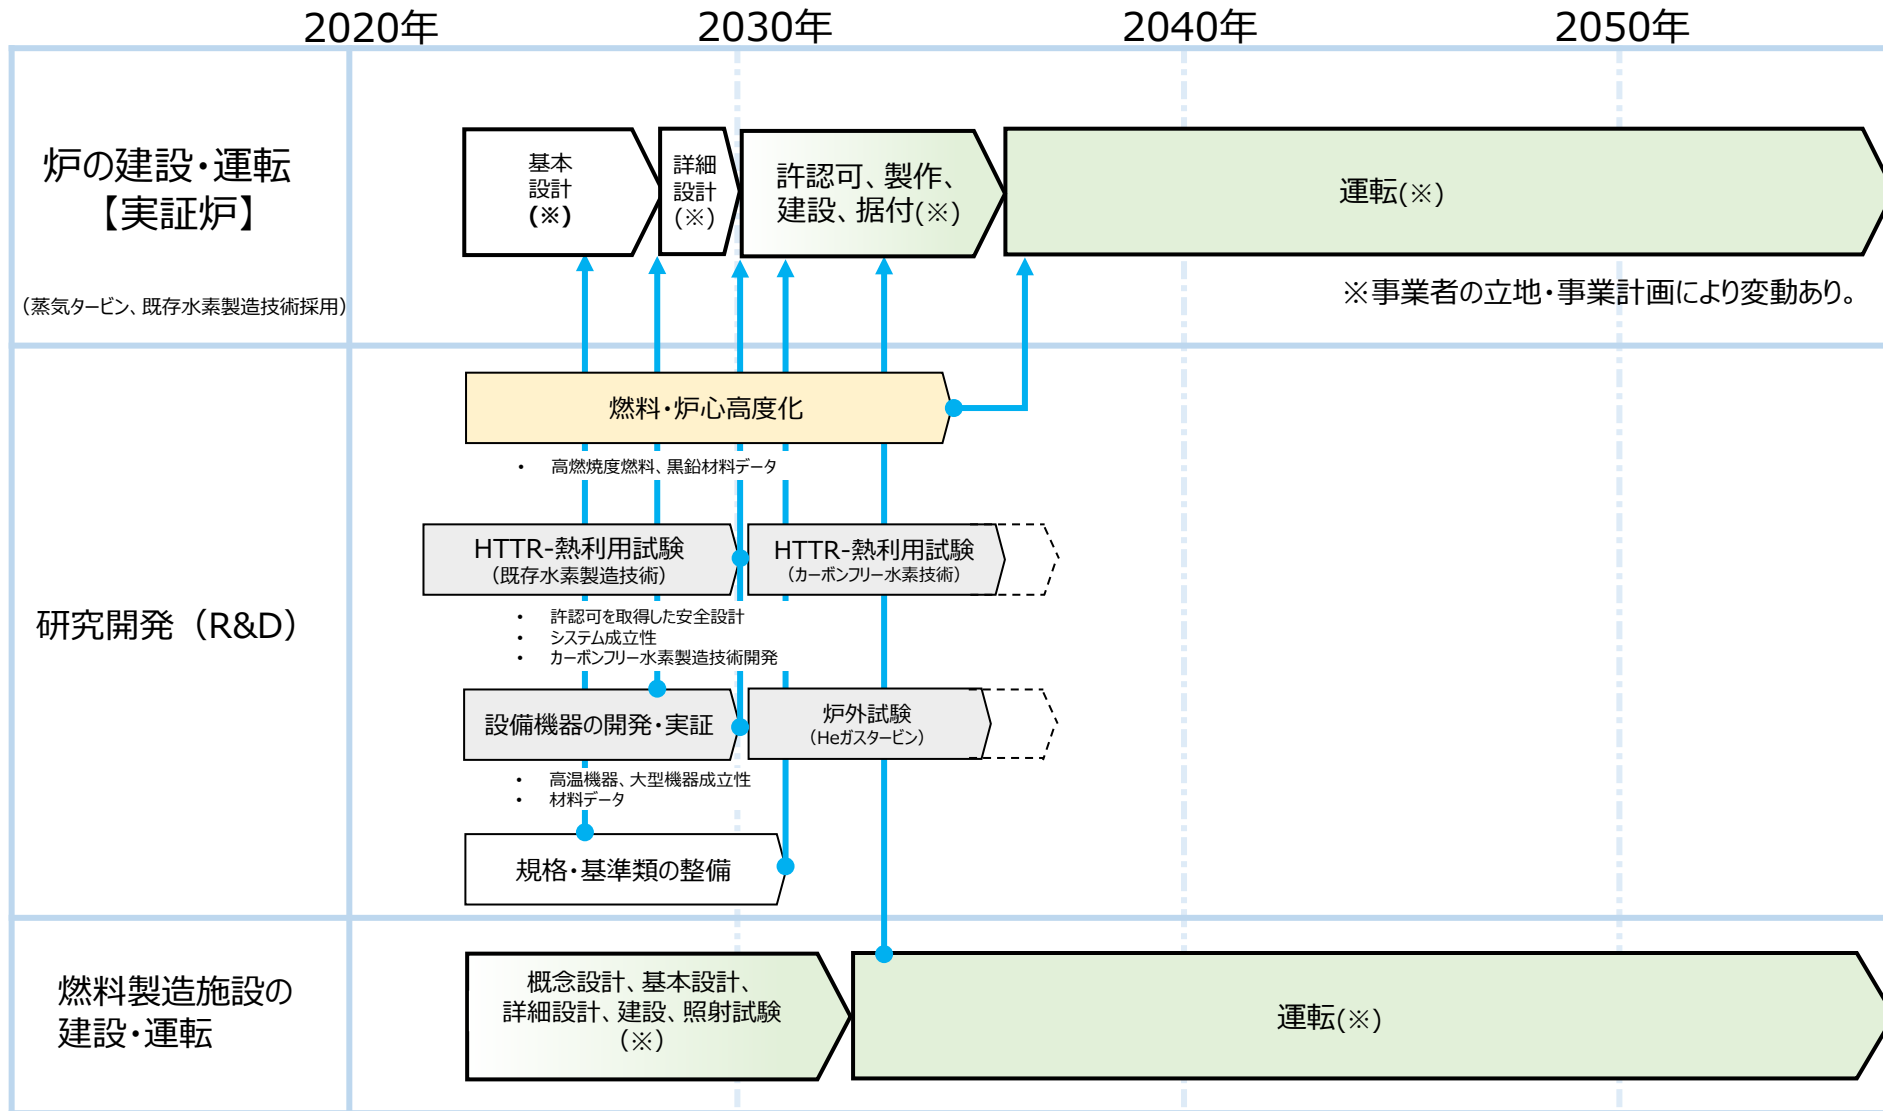 2020年
2030年
2040年
2050年
炉の建設・運転
【実証炉】
（蒸気タービン、既存水素製造技術採用）
基本
設計
(※)
詳細
設計
(※)
許認可、製作、
建設、据付(※)
運転(※)
※事業者の立地・事業計画により変動あり。
研究開発（R&D）
燃料・炉心高度化
• 高燃焼度燃料、黒鉛材料データ
HTTR-熱利用試験
（既存水素製造技術）
HTTR-熱利用試験
（カーボンフリー水素技術）
• 許認可を取得した安全設計
• システム成立性
• カーボンフリー水素製造技術開発
設備機器の開発・実証
炉外試験
（Heガスタービン）
• 高温機器、大型機器成立性
• 材料データ
規格・基準類の整備
燃料製造施設の
建設・運転
概念設計、基本設計、
詳細設計、建設、照射試験
（※）
運転(※)